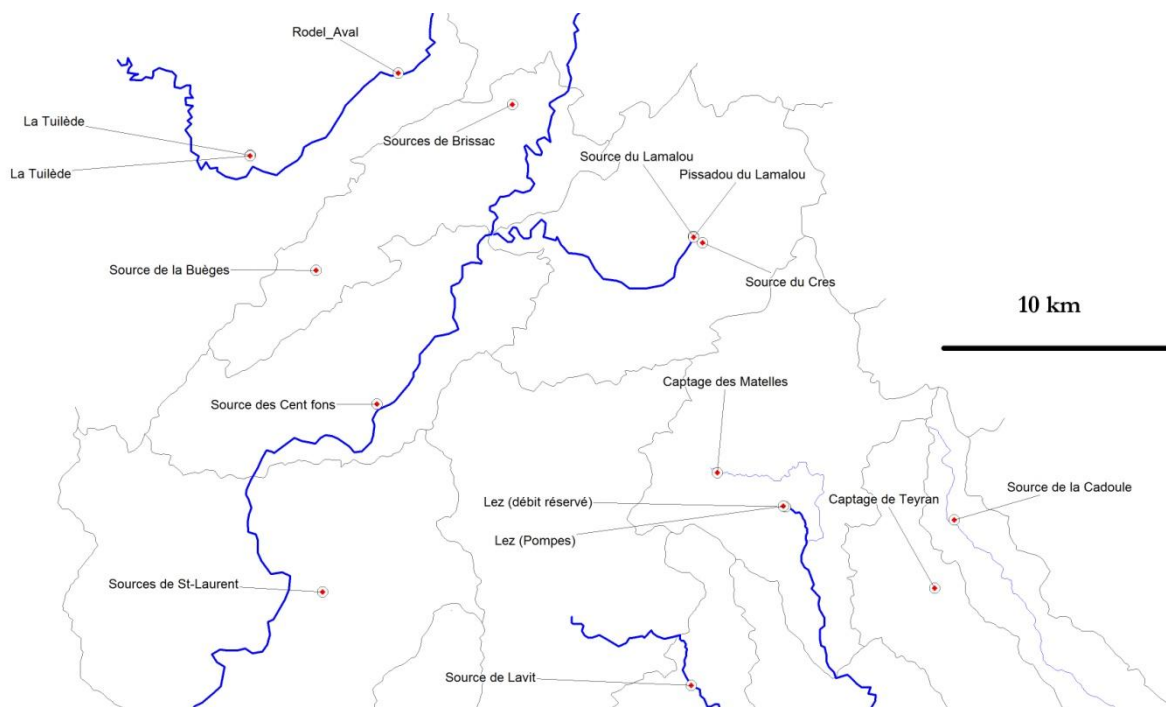 Rodel_Aval
La Tuilède
La Tuilède
Sources de Brissac
Source du Lamalou
Pissadou du Lamalou
Source de la Buèges
Source du Cres
10 km
Source des Cent fons
Captage des Matelles
Lez (débit réservé)
Lez (Pompes)
Captage de Teyran
Source de la Cadoule
Sources de St-Laurent
Source de Lavit